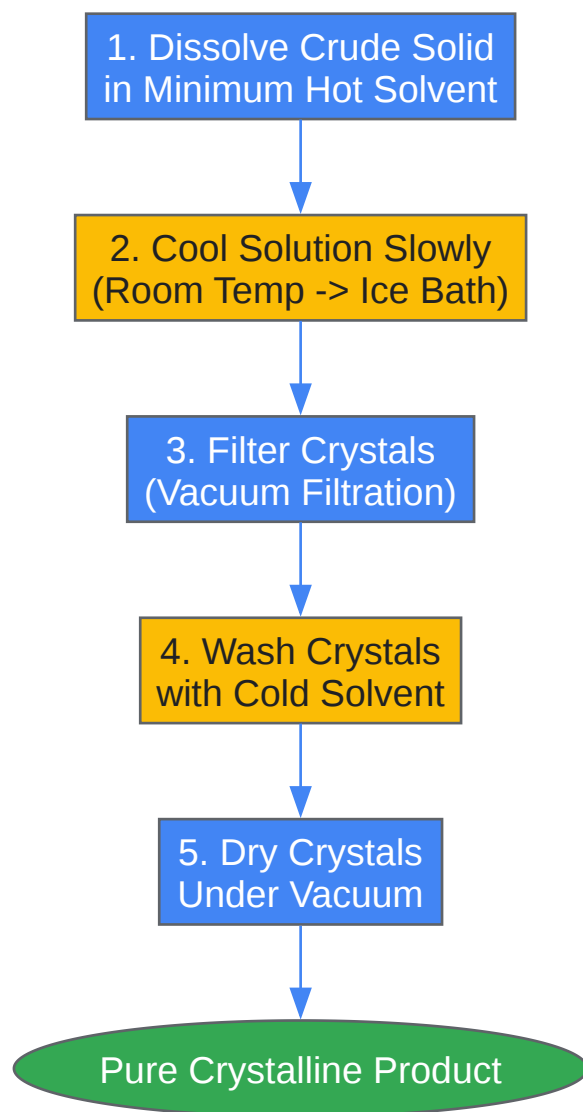 1. Dissolve Crude Solid
in Minimum Hot Solvent
2. Cool Solution Slowly
(Room Temp -> Ice Bath)
3. Filter Crystals
(Vacuum Filtration)
4. Wash Crystals
with Cold Solvent
5. Dry Crystals
Under Vacuum
Pure Crystalline Product